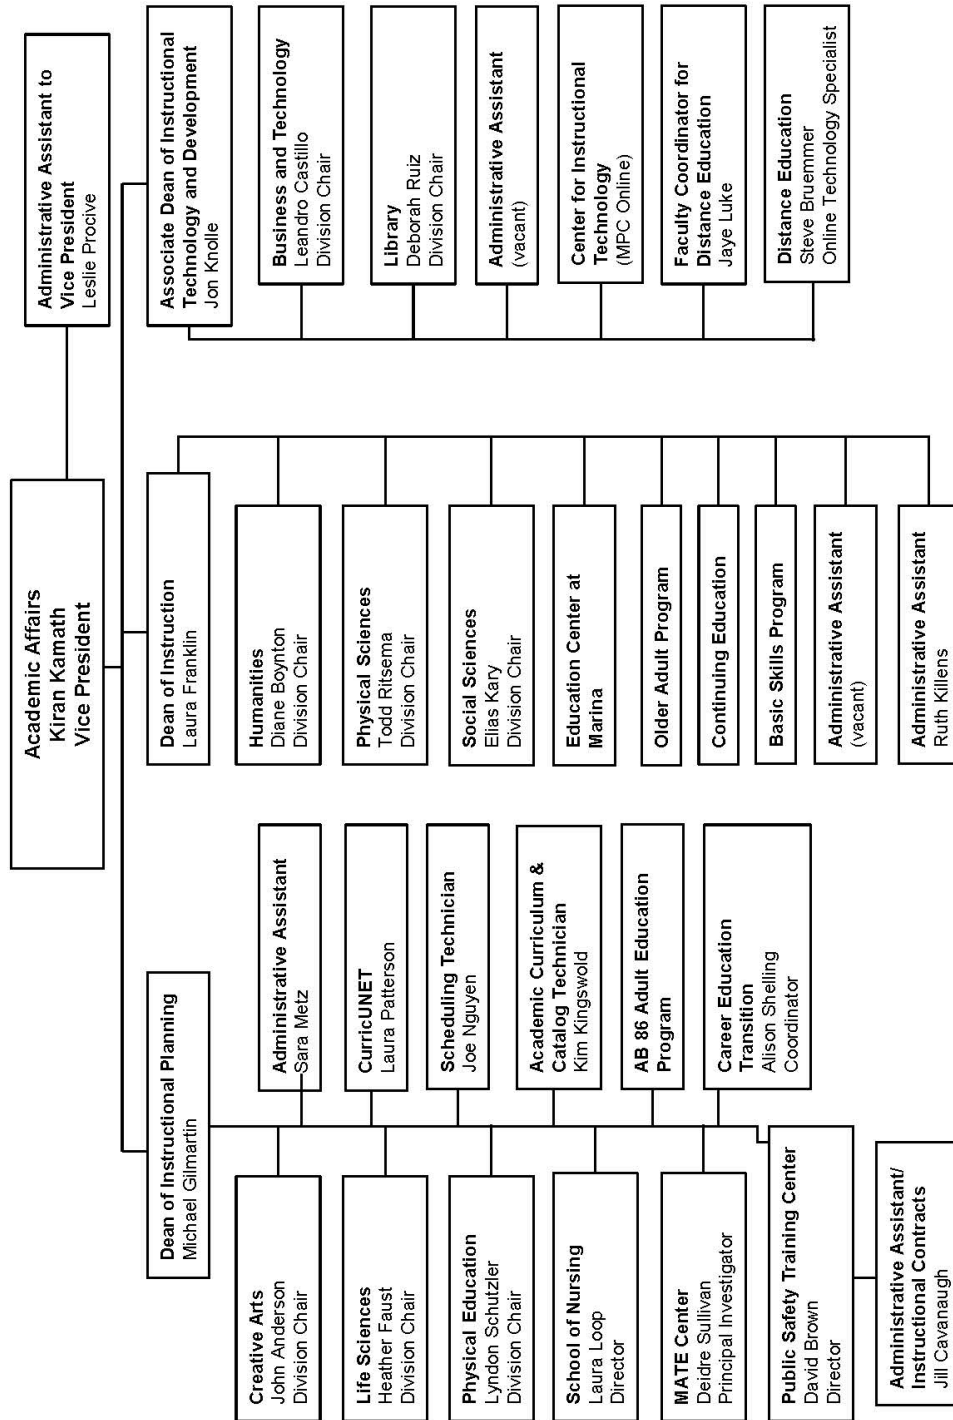 Academic Affairs
Kiran Kamath
Vice President
Administrative Assistant to
Vice President
Leslie Procive
Dean of Instructional Planning
Michael Gilmartin
Creative Arts
John Anderson
Division Chair
Life Sciences
Heather Faust
Division Chair
Physical Education
Lyndon Schutzler
Division Chair
School of Nursing
Laura Loop
Director
MATE Center
Deidre Sullivan
Principal Investigator
Public Safety Training Center
David Brown
Director
Administrative Assistant/
Instructional Contracts
Jill Cavanaugh
Administrative Assistant
Sara Metz
CurricUNET
Laura Patterson
Scheduling Technician
Joe Nguyen
Academic Curriculum &
Catalog Technician
Kim Kingswold
AB 86 Adult Education
Program
Career Education
Transition
Alison Shelling
Coordinator
Dean of Instruction
Laura Franklin
Humanities
Diane Boynton
Division Chair
Physical Sciences
Todd Ritsema
Division Chair
Social Sciences
Elias Kary
Division Chair
Education Center at
Marina
Older Adult Program
Continuing Education
Basic Skills Program
Administrative Assistant
(vacant)
Administrative Assistant
Ruth Killens
Associate Dean of Instructional
Technology and Development
Jon Knolle
Business and Technology
Leandro Castillo
Division Chair
Library
Deborah Ruiz
Division Chair
Administrative Assistant
(vacant)
Center for Instructional
Technology
(MPC Online)
Faculty Coordinator for
Distance Education
Jaye Luke
Distance Education
Steve Bruemmer
Online Technology Specialist